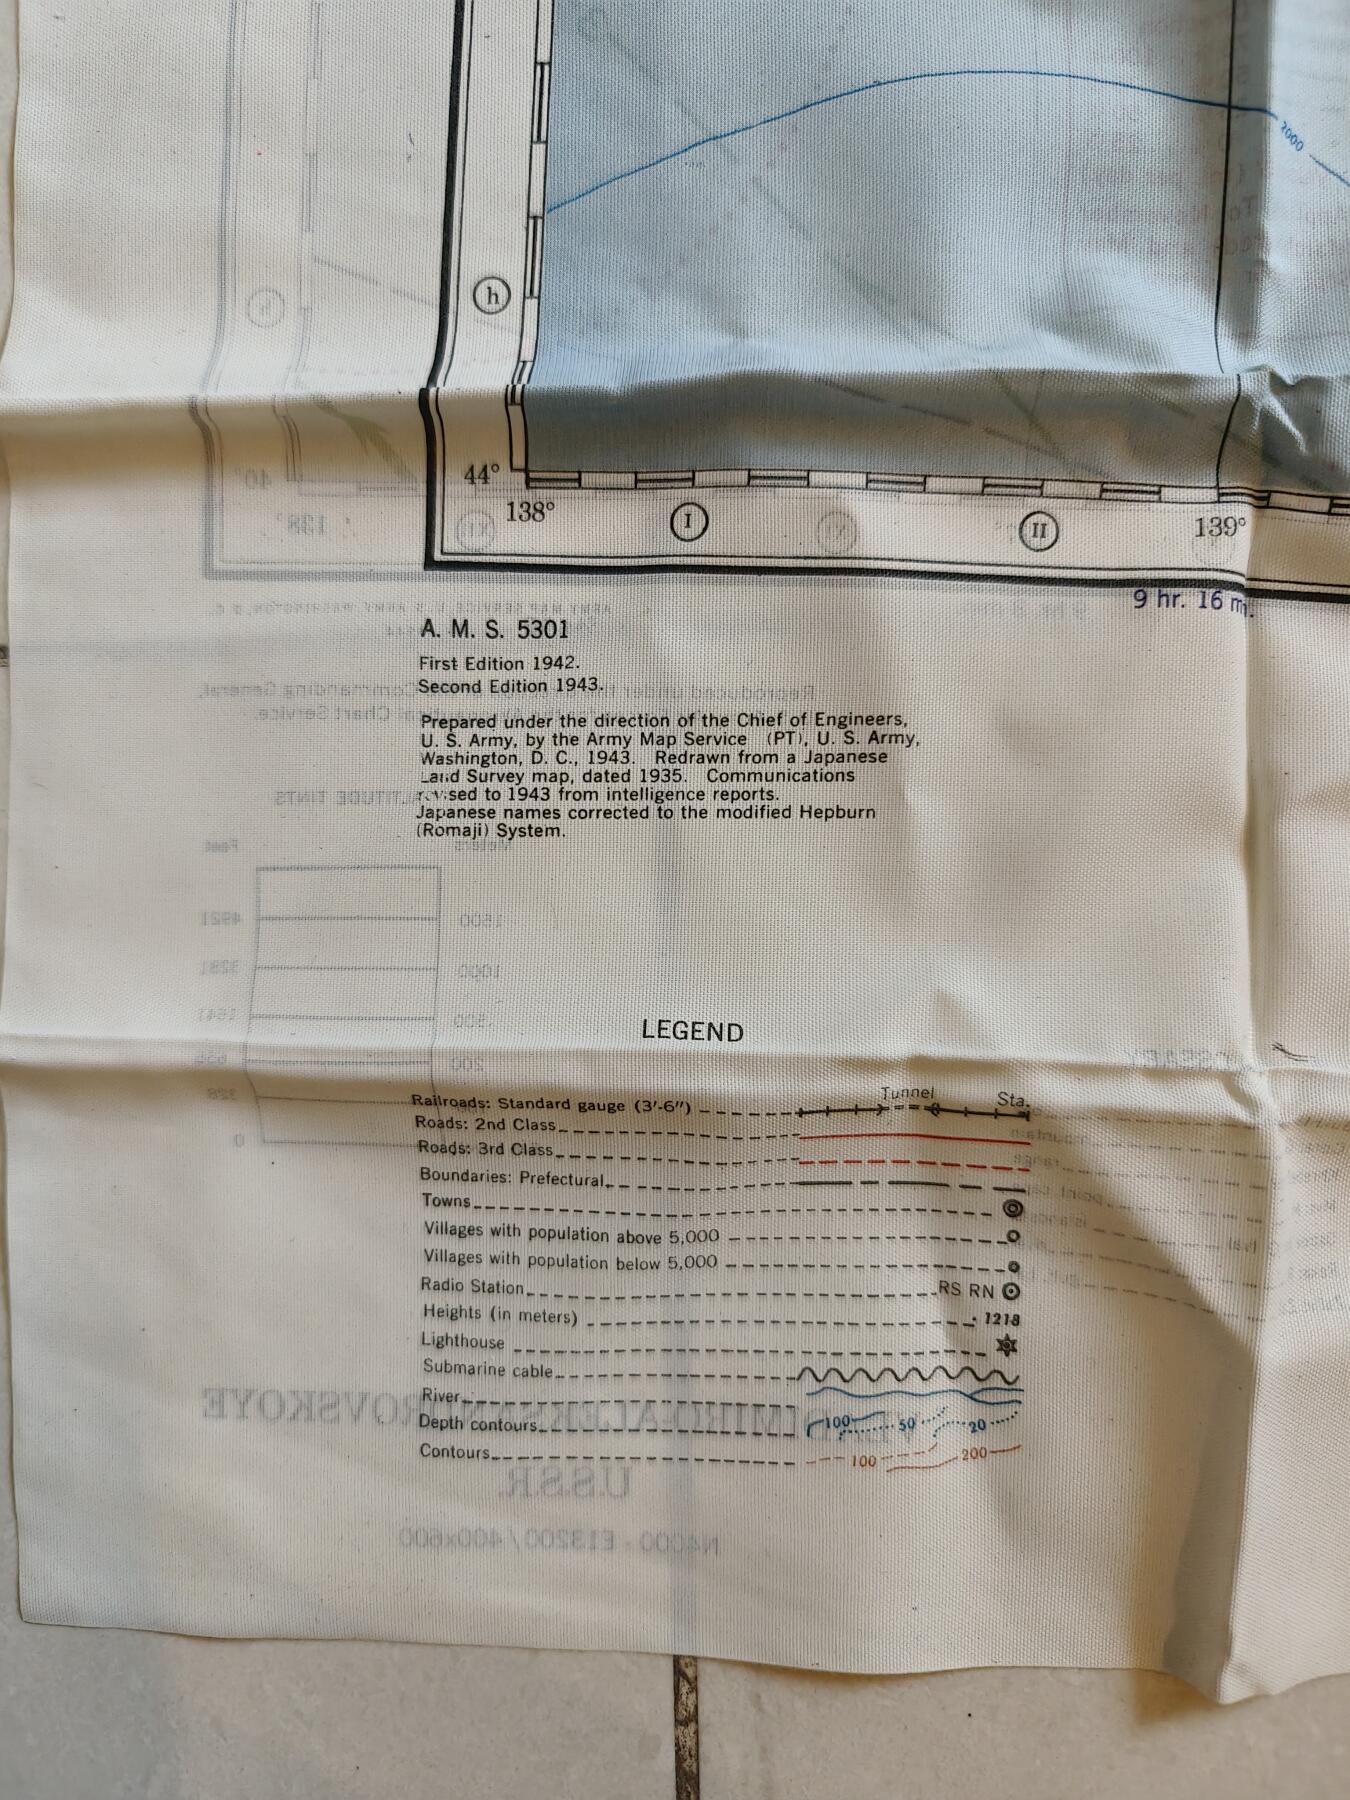 2000
h
44°
138°
I
II
139°
9 hr. 16 m.
A. M. S. 5301
First Edition 1942.
Second Edition 1943.
Prepared under the direction of the Chief of Engineers,
U. S. Army, by the Army Map Service (PT), U. S. Army,
Washington, D. C., 1943. Redrawn from a Japanese
Land Survey map, dated 1935. Communications
revised to 1943 from intelligence reports.
Japanese names corrected to the modified Hepburn
(Romaji) System.
LEGEND
Tunnel Sta.
Railroads: Standard gauge (3'-6")
Roads: 2nd Class
Roads: 3rd Class
Boundaries: Prefectural
Towns
Villages with population above 5,000
Villages with population below 5,000
Radio Station RS RN
Heights (in meters) 1218
Lighthouse
Submarine cable
River
Depth contours 100 50 20
Contours 100 200